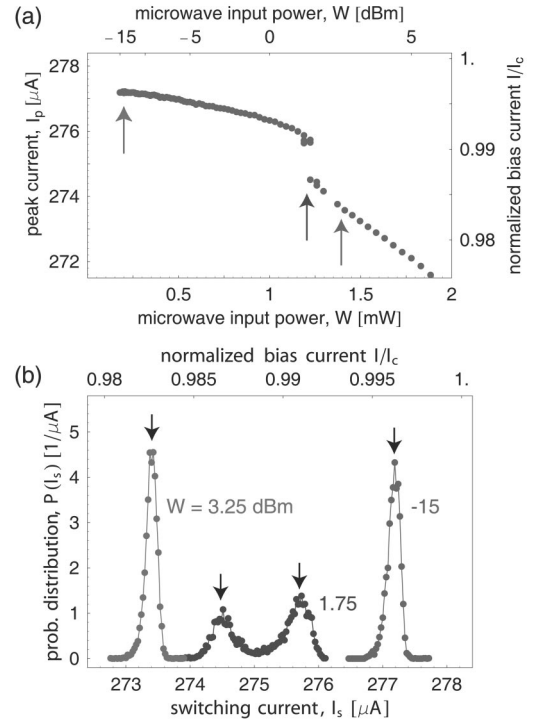 (a)
microwave input power, W [dBm]
-15 -5 0 5
278
276
274
272
peak current, Iₚ [μA]
1.
0.99
0.98
normalized bias current I/I_c
0.5 1 1.5 2
microwave input power, W [mW]
normalized bias current I/I_c
(b)
0.98 0.985 0.99 0.995 1.
5
4
3
2
1
0
prob. distribution, P(Iₛ) [1/μA]
W = 3.25 dBm
-15
1.75
273 274 275 276 277 278
switching current, Iₛ [μA]